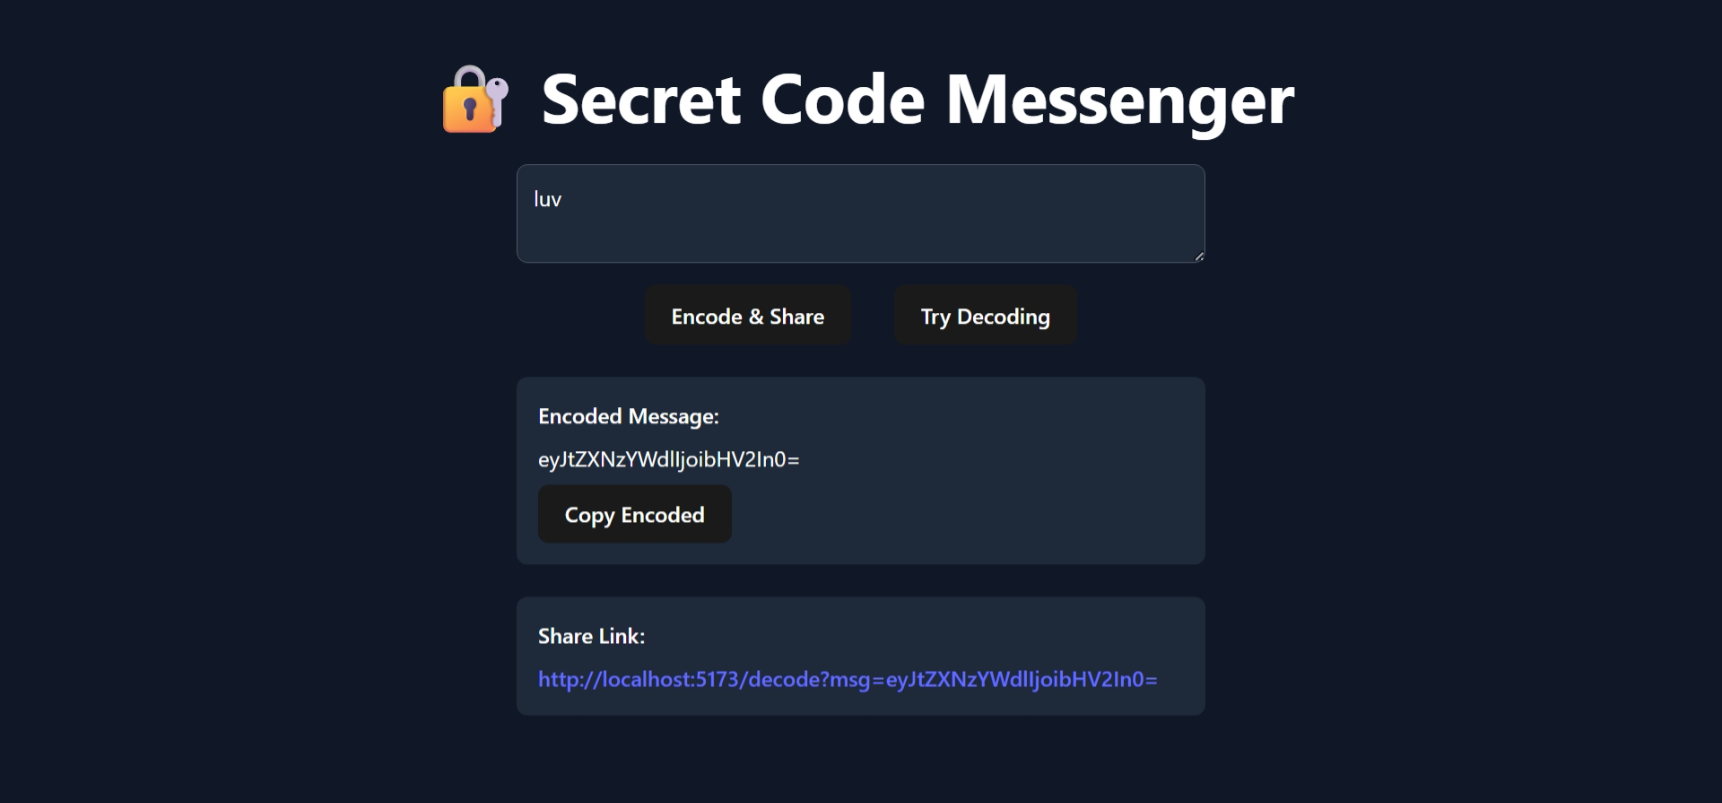 Secret Code Messenger
luv
Encode & Share
Try Decoding
Encoded Message:
eyJtZXNzYWdlIjoibHV2In0=
Copy Encoded
Share Link:
http://localhost:5173/decode?msg=eyJtZXNzYWdlIjoibHV2In0=